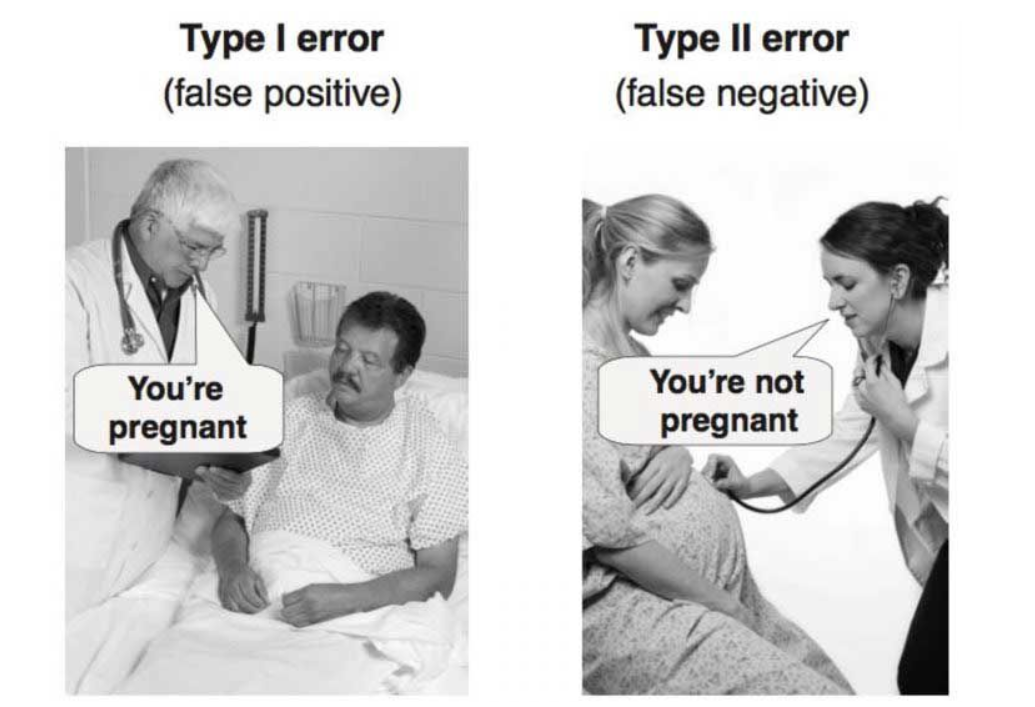 Type I error
(false positive)
You're
pregnant
Type II error
(false negative)
You're not
pregnant